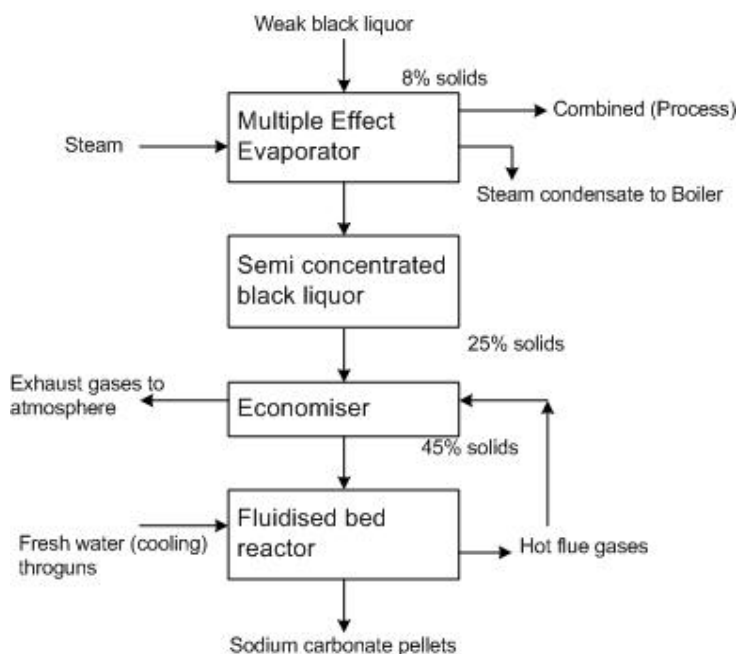 Weak black liquor
8% solids
Multiple Effect
Evaporator
Combined (Process)
Steam
Steam condensate to Boiler
Semi concentrated
black liquor
25% solids
Exhaust gases to
atmosphere
Economiser
45% solids
Fluidised bed
reactor
Fresh water (cooling)
throguns
Hot flue gases
Sodium carbonate pellets